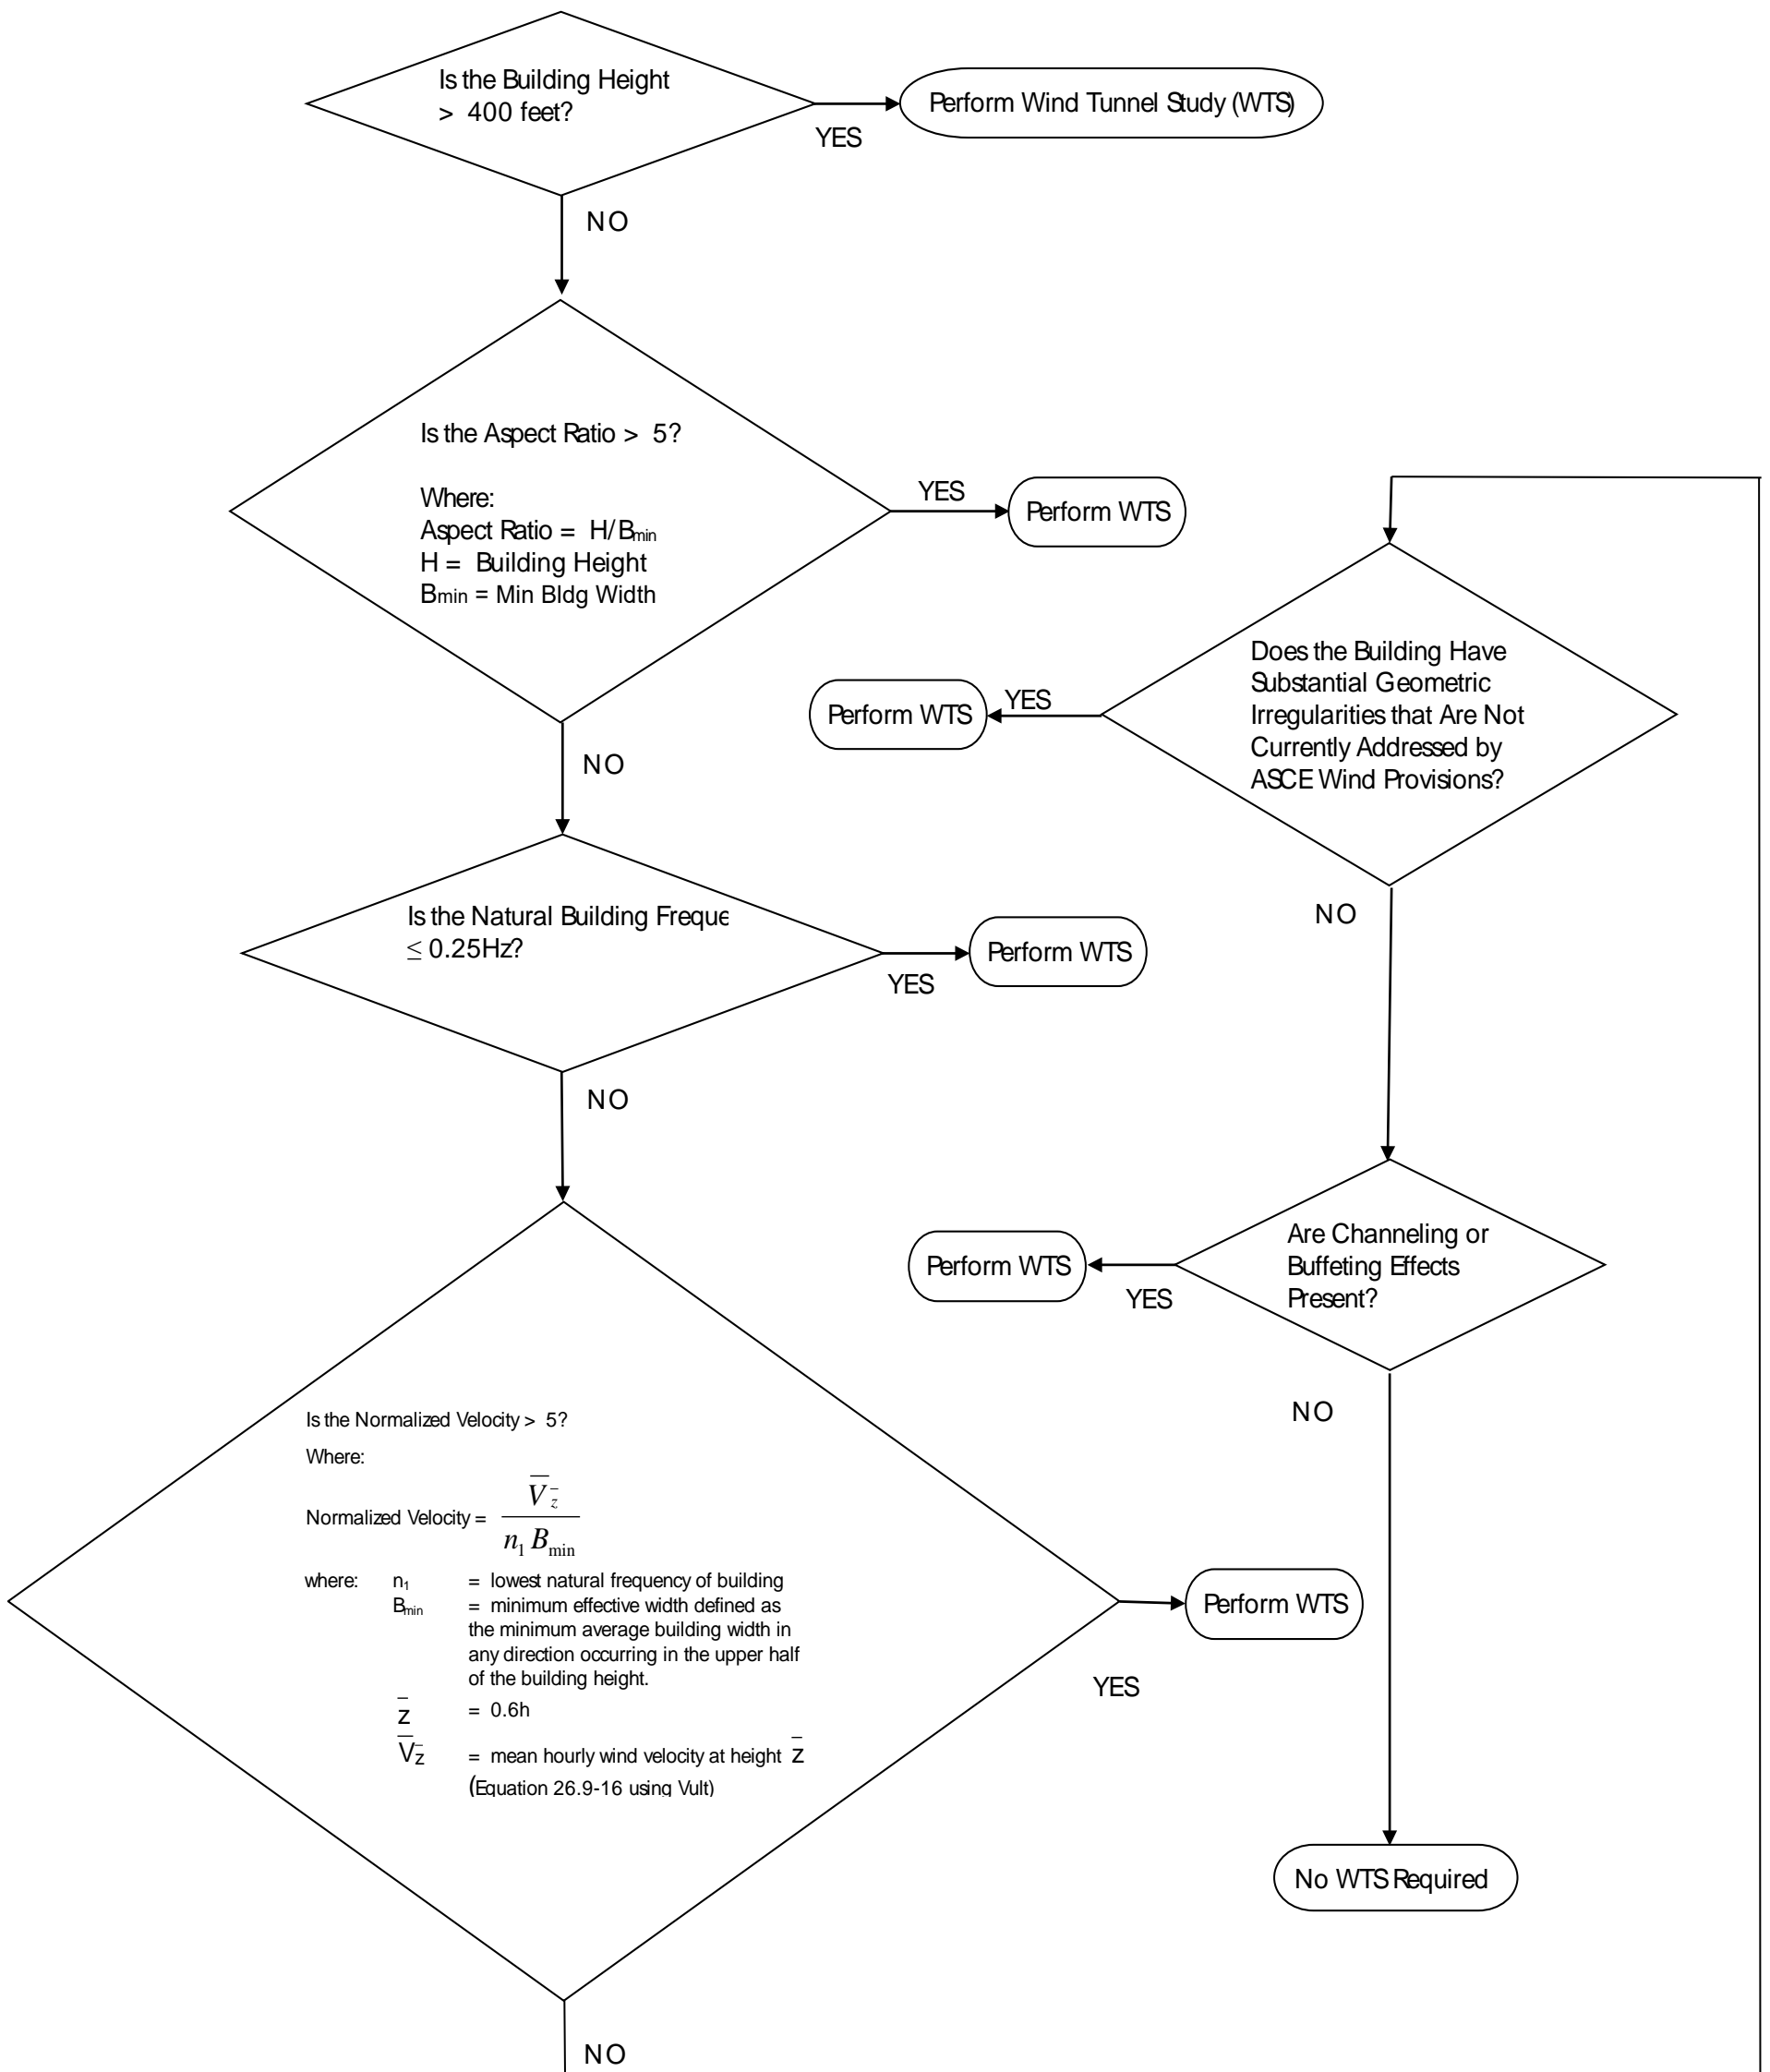 Is the Building Height
> 400 feet?
YES
Perform Wind Tunnel Study (WTS)
NO
Is the Aspect Ratio > 5?
Where:
Aspect Ratio = H/Bmin
H = Building Height
Bmin = Min Bldg Width
YES
Perform WTS
NO
Is the Natural Building Freque
≤ 0.25Hz?
YES
Perform WTS
NO
Is the Normalized Velocity > 5?
Where:
Normalized Velocity = V̄z̄ / n₁ Bmin
where: n₁ = lowest natural frequency of building
Bmin = minimum effective width defined as
the minimum average building width in
any direction occurring in the upper half
of the building height.
z̄ = 0.6h
V̄z̄ = mean hourly wind velocity at height z̄
(Equation 26.9-16 using Vult)
YES
Perform WTS
NO
Does the Building Have
Substantial Geometric
Irregularities that Are Not
Currently Addressed by
ASCE Wind Provisions?
YES
Perform WTS
NO
Are Channeling or
Buffeting Effects
Present?
YES
Perform WTS
NO
No WTS Required